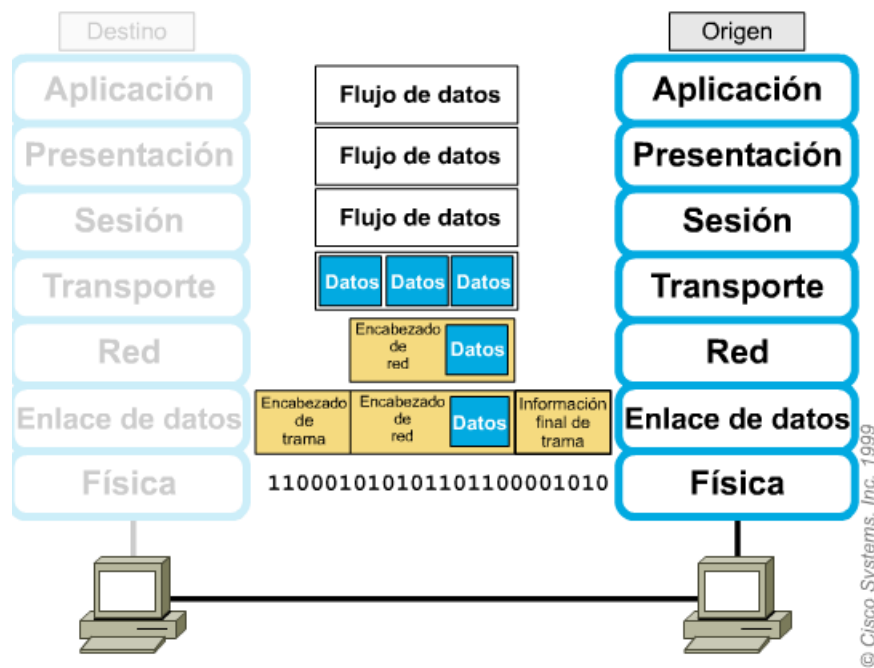 Destino
Origen
Aplicación
Flujo de datos
Aplicación
Presentación
Flujo de datos
Presentación
Sesión
Flujo de datos
Sesión
Transporte
Datos Datos Datos
Transporte
Red
Encabezado
de
red
Datos
Red
Enlace de datos
Encabezado
de
trama
Encabezado
de
red
Datos
Información
final de
trama
Enlace de datos
Física
110001010101101100001010
Física
© Cisco Systems, Inc. 1999